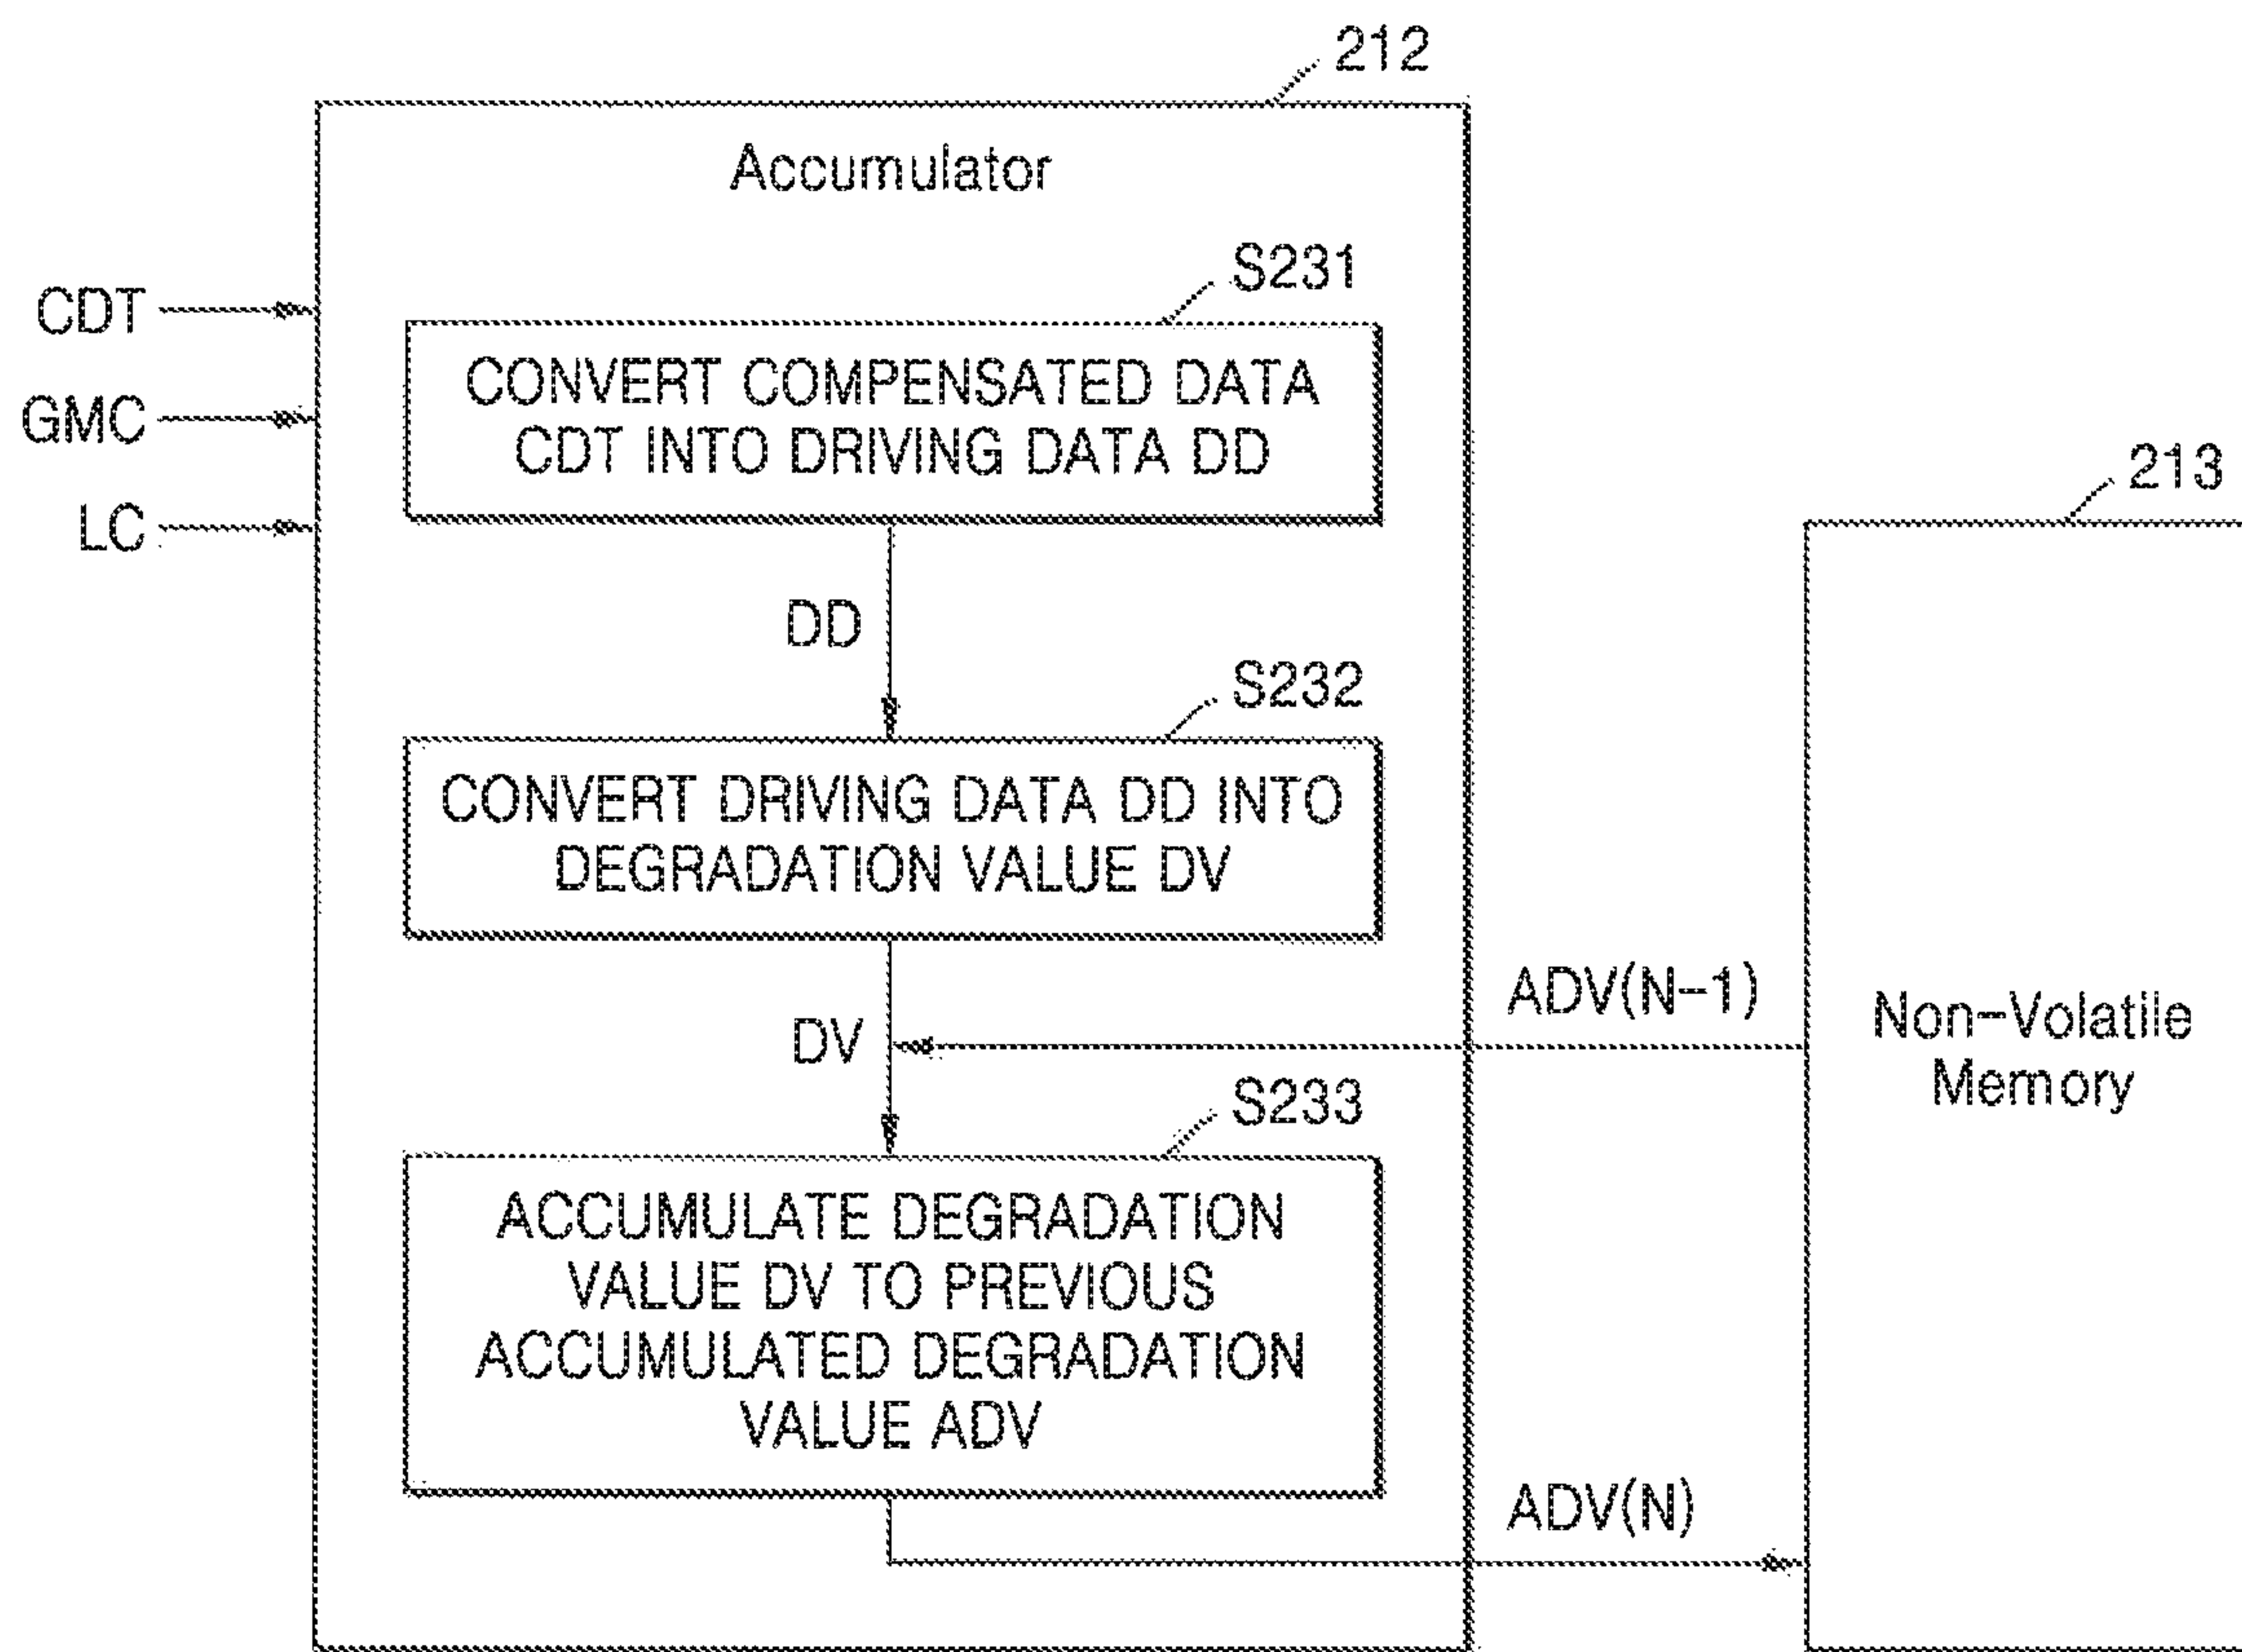 212
Accumulator
S231
CDT
CONVERT COMPENSATED DATA
GMC
CDT INTO DRIVING DATA DD
213
LC
DD
S232
CONVERT DRIVING DATA DD INTO
DEGRADATION VALUE DV
ADV(N-1)
Non-Volatile
DV
Memory
S233
ACCUMULATE DEGRADATION
VALUE DV TO PREVIOUS
ACCUMULATED DEGRADATION
VALUE ADV
ADV(N)